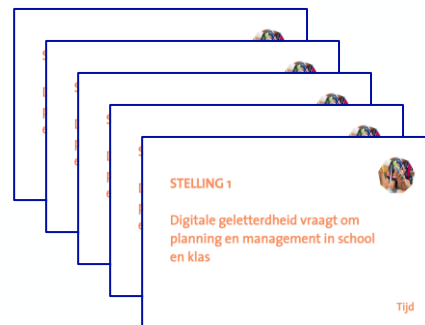 STELLING 1
Digitale geletterdheid vraagt om
planning en management in school
en klas
Tijd